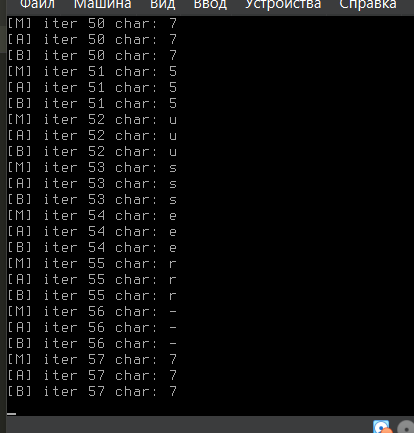 Файл Машина Вид Ввод Устройства Справка
[M] iter 50 char: 7
[A] iter 50 char: 7
[B] iter 50 char: 7
[M] iter 51 char: 5
[A] iter 51 char: 5
[B] iter 51 char: 5
[M] iter 52 char: u
[A] iter 52 char: u
[B] iter 52 char: u
[M] iter 53 char: s
[A] iter 53 char: s
[B] iter 53 char: s
[M] iter 54 char: e
[A] iter 54 char: e
[B] iter 54 char: e
[M] iter 55 char: r
[A] iter 55 char: r
[B] iter 55 char: r
[M] iter 56 char: -
[A] iter 56 char: -
[B] iter 56 char: -
[M] iter 57 char: 7
[A] iter 57 char: 7
[B] iter 57 char: 7
_